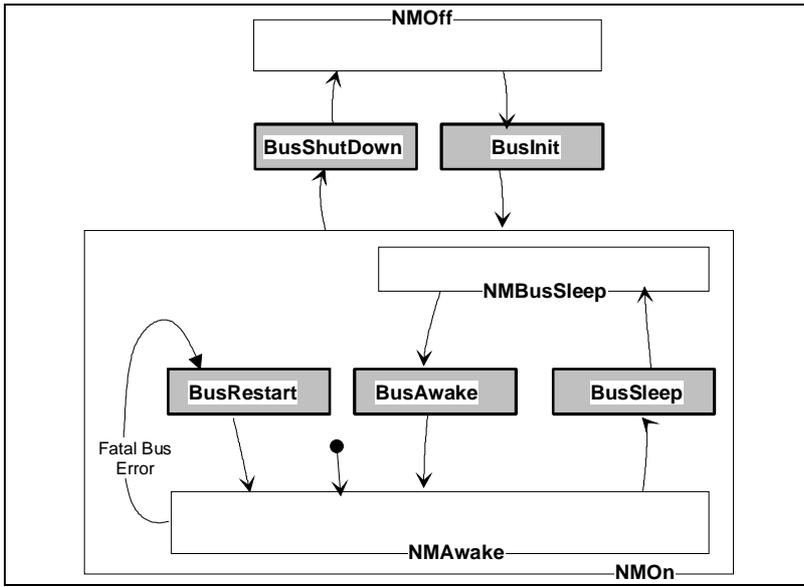 NMOff
BusShutDown
BusInit
NMBusSleep
BusRestart
BusAwake
BusSleep
Fatal Bus
Error
NMAwake
NMOn